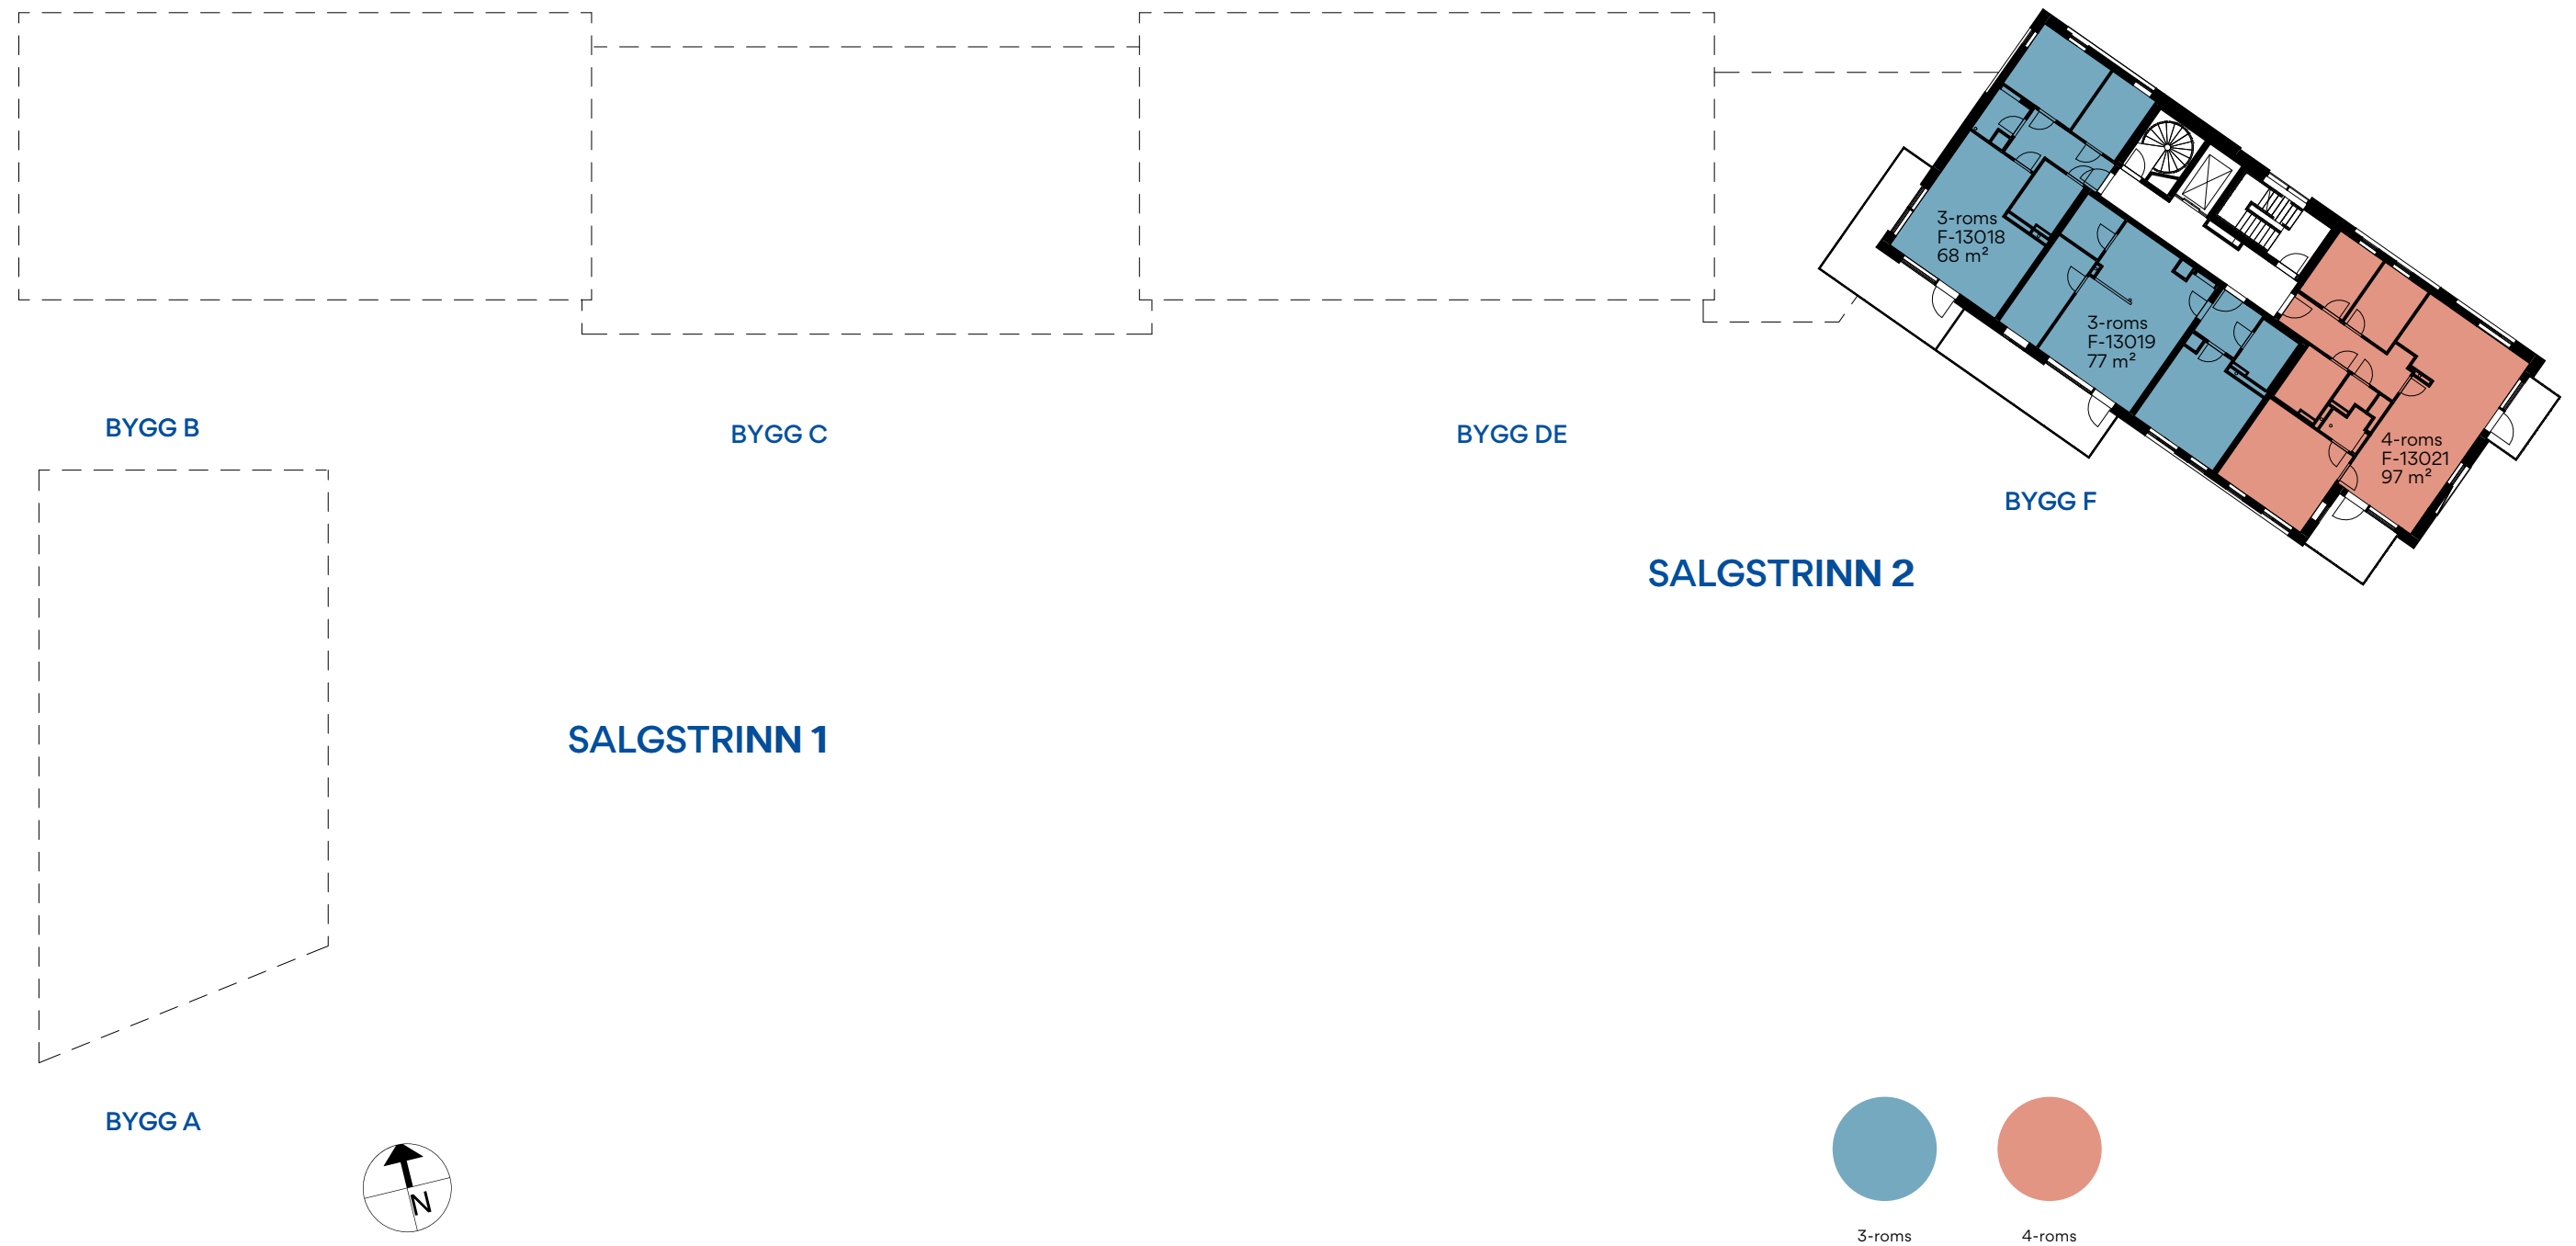 3-roms
F-13018
68 m²
3-roms
F-13019
77 m²
4-roms
F-13021
97 m²
BYGG B
BYGG C
BYGG DE
BYGG F
SALGSTRINN 2
SALGSTRINN 1
BYGG A
N
3-roms
4-roms